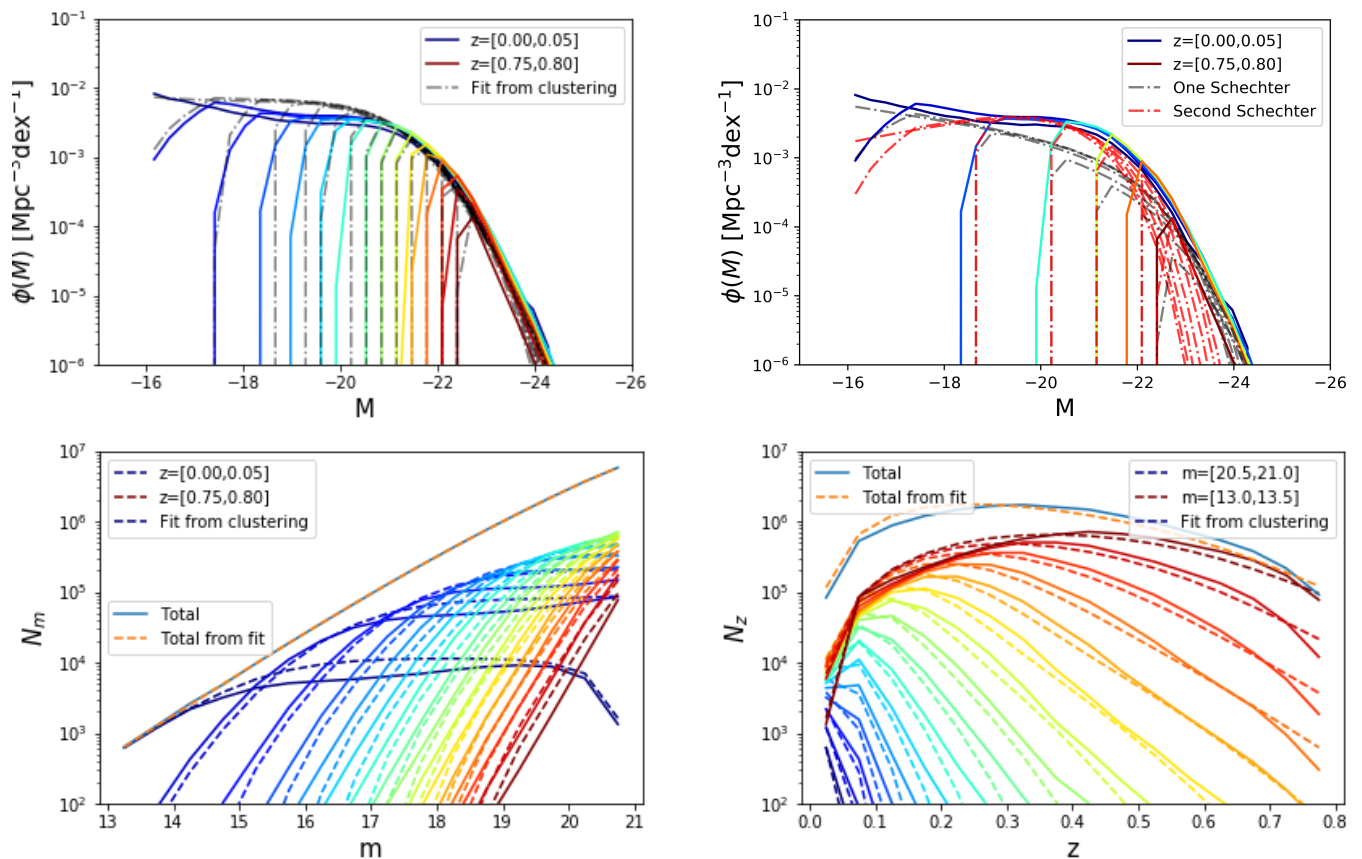 10⁻¹
10⁻²
10⁻³
10⁻⁴
10⁻⁵
10⁻⁶
ϕ(M) [Mpc⁻³dex⁻¹]
z=[0.00,0.05]
z=[0.75,0.80]
Fit from clustering
−16
−18
−20
−22
−24
−26
M
10⁻¹
10⁻²
10⁻³
10⁻⁴
10⁻⁵
10⁻⁶
ϕ(M) [Mpc⁻³dex⁻¹]
z=[0.00,0.05]
z=[0.75,0.80]
One Schechter
Second Schechter
−16
−18
−20
−22
−24
−26
M
10⁷
10⁶
10⁵
10⁴
10³
10²
Nₘ
z=[0.00,0.05]
z=[0.75,0.80]
Fit from clustering
Total
Total from fit
13
14
15
16
17
18
19
20
21
m
10⁷
10⁶
10⁵
10⁴
10³
10²
N_z
Total
Total from fit
m=[20.5,21.0]
m=[13.0,13.5]
Fit from clustering
0.0
0.1
0.2
0.3
0.4
0.5
0.6
0.7
0.8
z